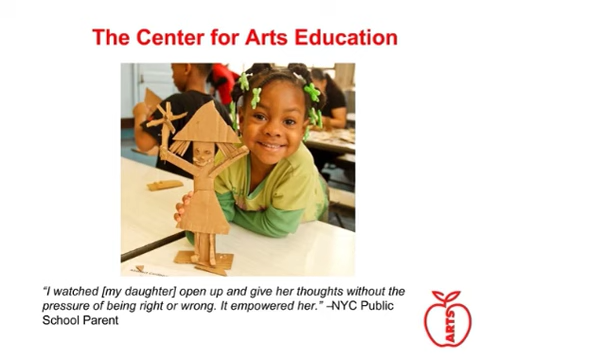 The Center for Arts Education
“I watched [my daughter] open up and give her thoughts without the
pressure of being right or wrong. It empowered her.” –NYC Public
School Parent
ARTS